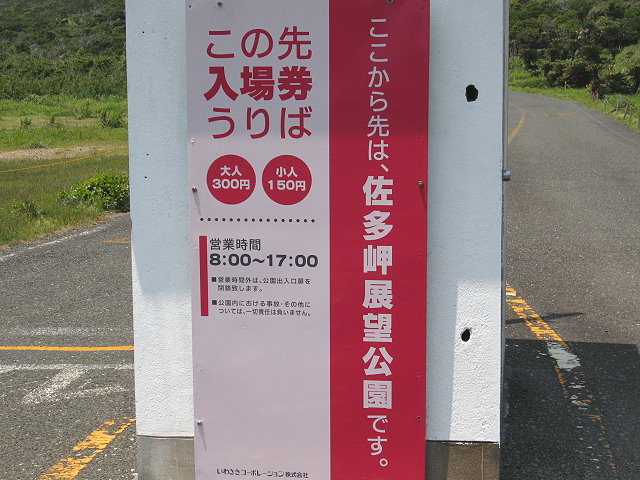 ここから先は、佐多岬展望公園です。
この先
入場券
うりば
大人
300円
小人
150円
営業時間
8:00〜17:00
■営業時間外は、公園出入口扉を
閉鎖致します。
■公園内における事故・その他に
ついては、一切責任は負いません。
いわさきコーポレーション株式会社